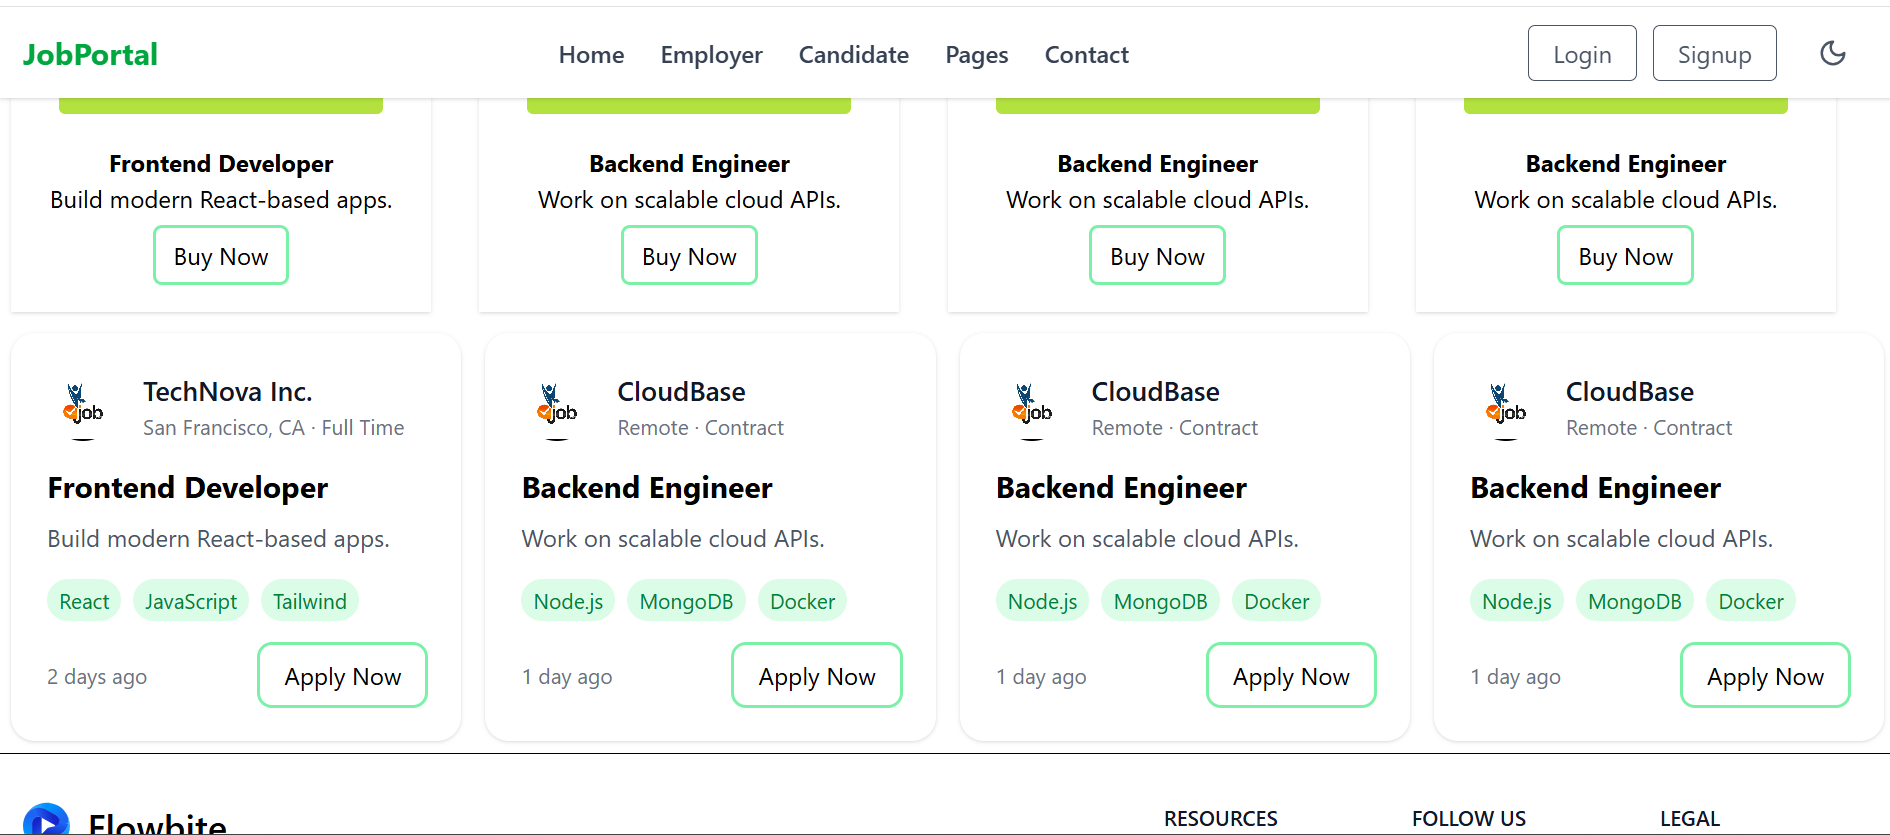 JobPortal Home Employer Candidate Pages Contact Login Signup
Frontend Developer Backend Engineer Backend Engineer Backend Engineer
Build modern React-based apps. Work on scalable cloud APIs. Work on scalable cloud APIs. Work on scalable cloud APIs.
Buy Now Buy Now Buy Now Buy Now
TechNova Inc. CloudBase CloudBase CloudBase
job job job job
San Francisco, CA · Full Time Remote · Contract Remote · Contract Remote · Contract
Frontend Developer Backend Engineer Backend Engineer Backend Engineer
Build modern React-based apps. Work on scalable cloud APIs. Work on scalable cloud APIs. Work on scalable cloud APIs.
React JavaScript Tailwind Node.js MongoDB Docker Node.js MongoDB Docker Node.js MongoDB Docker
2 days ago Apply Now 1 day ago Apply Now 1 day ago Apply Now 1 day ago Apply Now
Flowbite RESOURCES FOLLOW US LEGAL